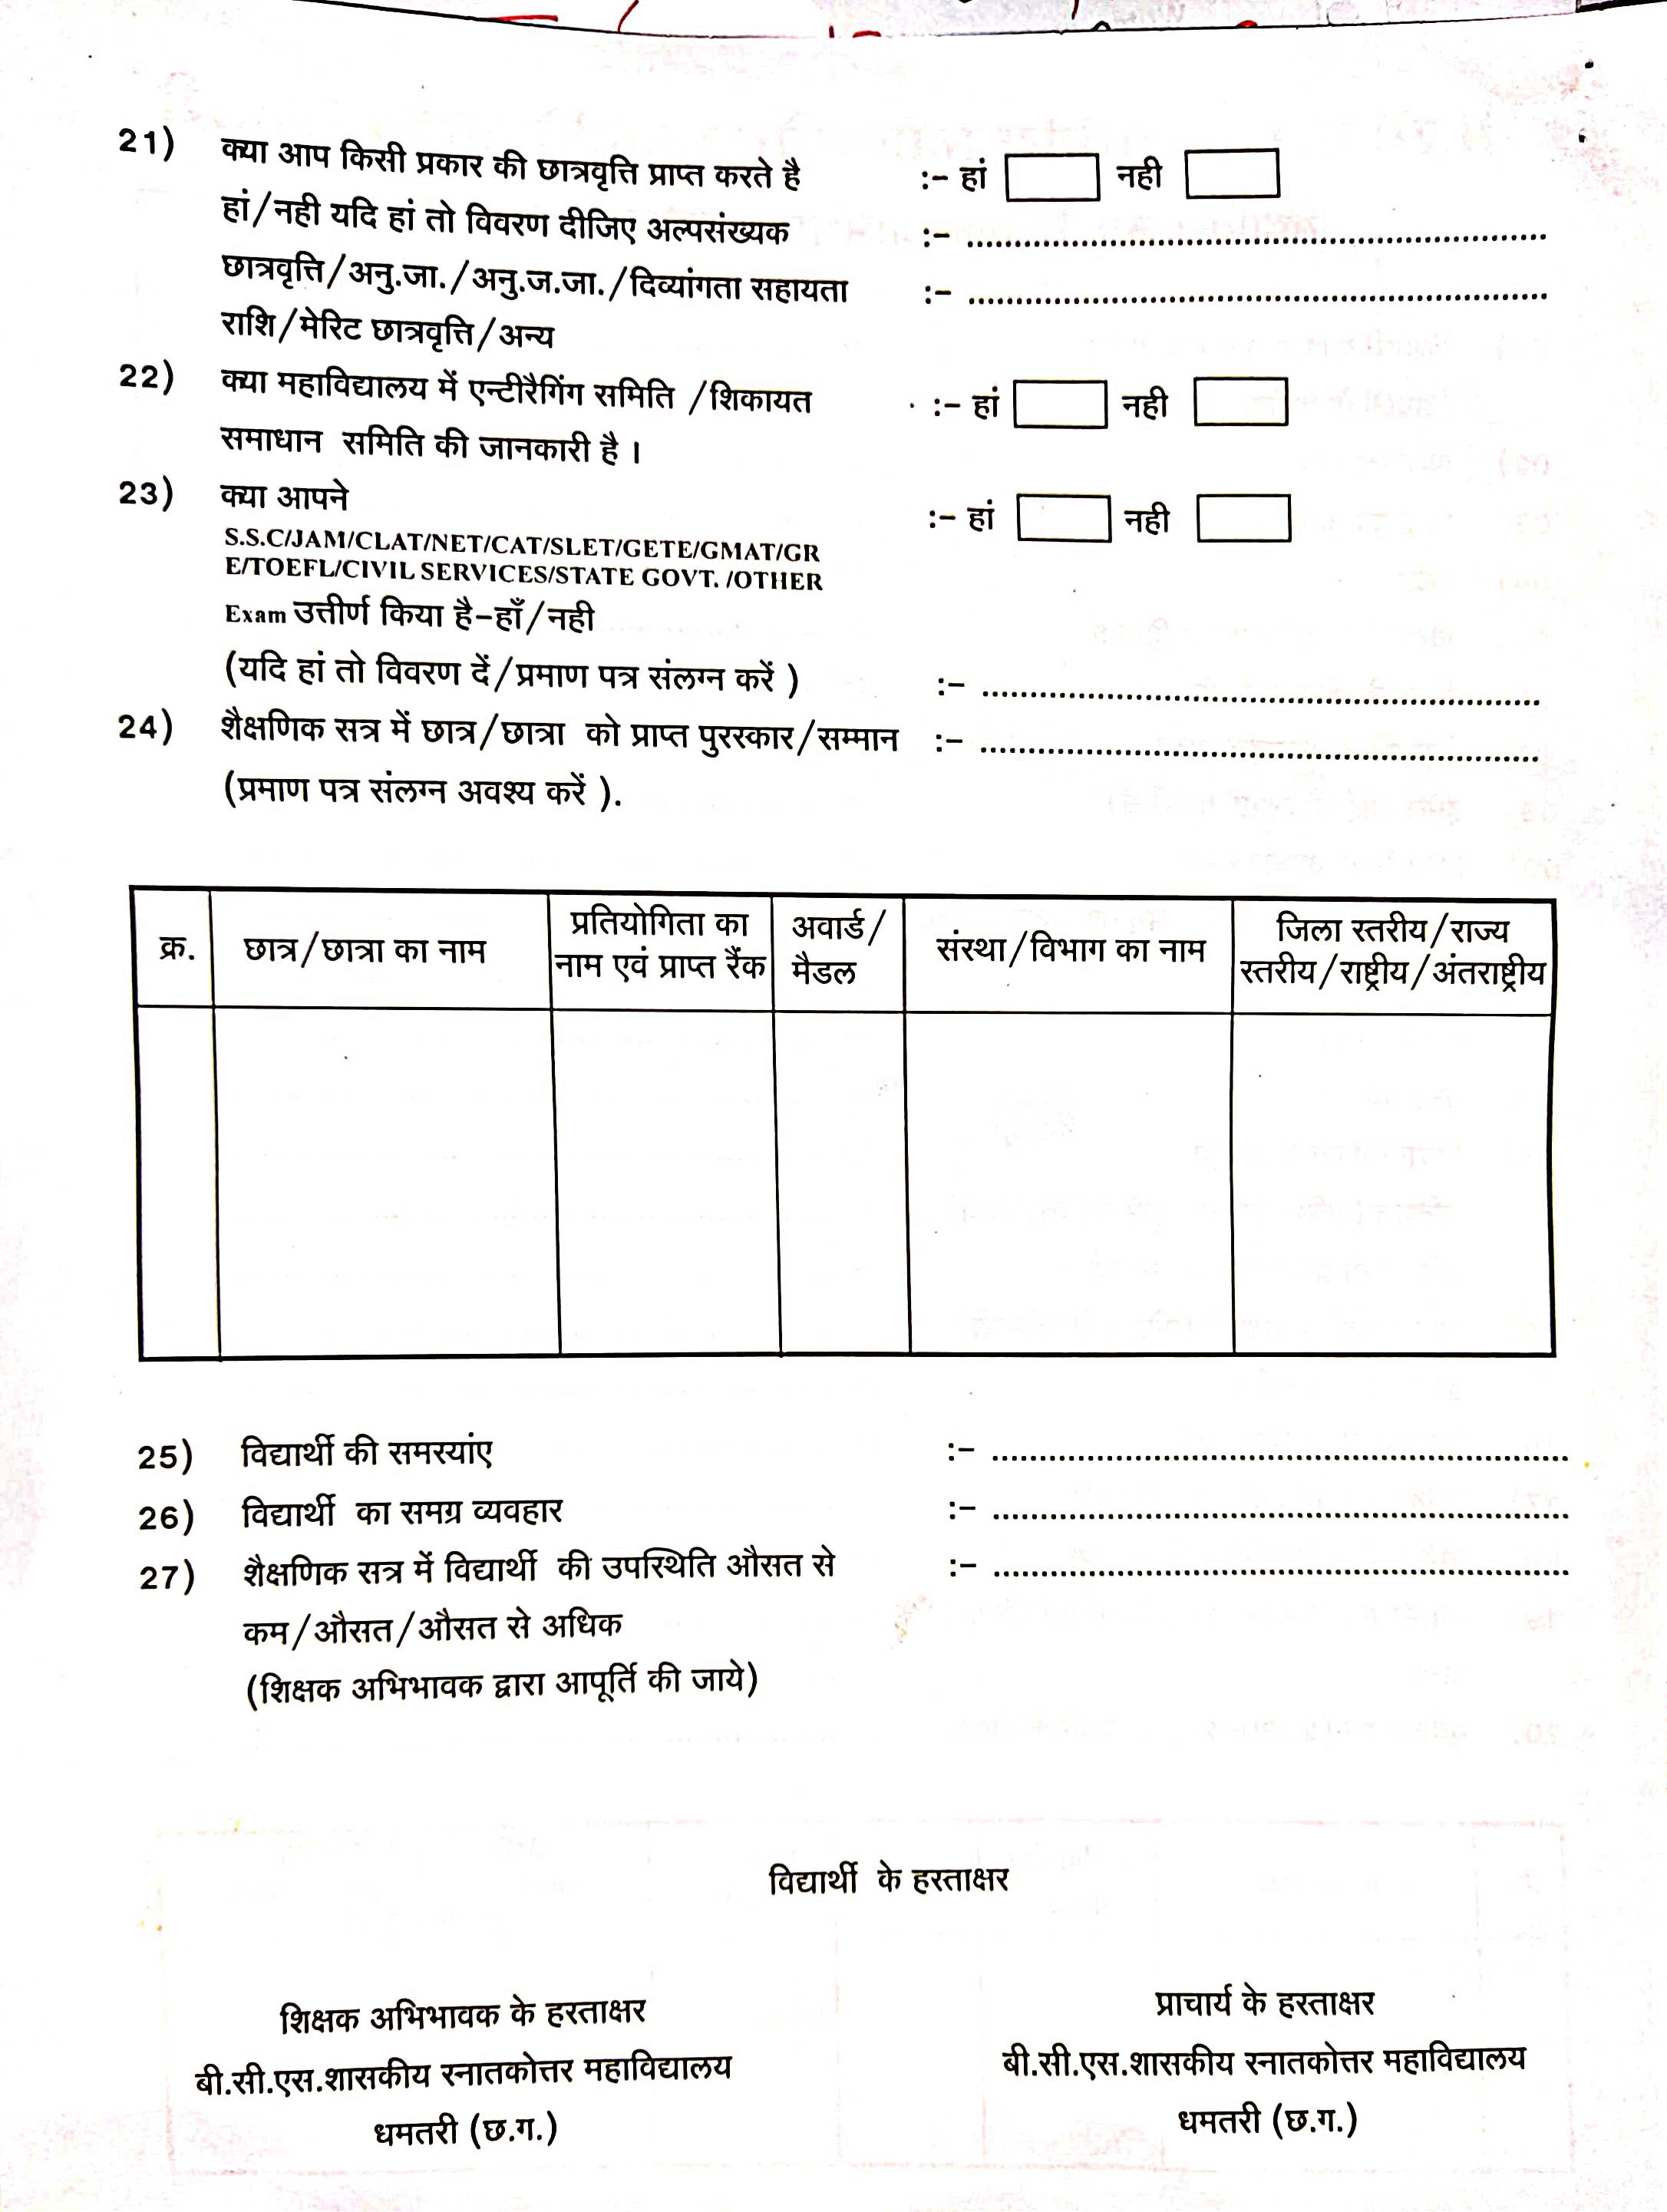 21) क्या आप किसी प्रकार की छात्रवृत्ति प्राप्त करते है :- हां नही
हां/नही यदि हां तो विवरण दीजिए अल्पसंख्यक :- ............................................................
छात्रवृत्ति/अनु.जा./अनु.ज.जा./दिव्यांगता सहायता :- ............................................................
राशि/मेरिट छात्रवृत्ति/अन्य
22) क्या महाविद्यालय में एन्टीरैगिंग समिति /शिकायत :- हां नही
समाधान समिति की जानकारी है ।
23) क्या आपने :- हां नही
S.S.C/JAM/CLAT/NET/CAT/SLET/GETE/GMAT/GR
E/TOEFL/CIVIL SERVICES/STATE GOVT. /OTHER
Exam उत्तीर्ण किया है-हाँ/नही
(यदि हां तो विवरण दें/प्रमाण पत्र संलग्न करें ) :- ............................................................
24) शैक्षणिक सत्र में छात्र/छात्रा को प्राप्त पुरस्कार/सम्मान :- ............................................................
(प्रमाण पत्र संलग्न अवश्य करें ).
क्र. छात्र/छात्रा का नाम प्रतियोगिता का नाम एवं प्राप्त रैंक अवार्ड/ मैडल संस्था/विभाग का नाम जिला स्तरीय/राज्य स्तरीय/राष्ट्रीय/अंतराष्ट्रीय
25) विद्यार्थी की समस्यांए :- ............................................................
26) विद्यार्थी का समग्र व्यवहार :- ............................................................
27) शैक्षणिक सत्र में विद्यार्थी की उपस्थिति औसत से :- ............................................................
कम/औसत/औसत से अधिक
(शिक्षक अभिभावक द्वारा आपूर्ति की जाये)
विद्यार्थी के हस्ताक्षर
शिक्षक अभिभावक के हस्ताक्षर
बी.सी.एस.शासकीय स्नातकोत्तर महाविद्यालय
धमतरी (छ.ग.)
प्राचार्य के हस्ताक्षर
बी.सी.एस.शासकीय स्नातकोत्तर महाविद्यालय
धमतरी (छ.ग.)